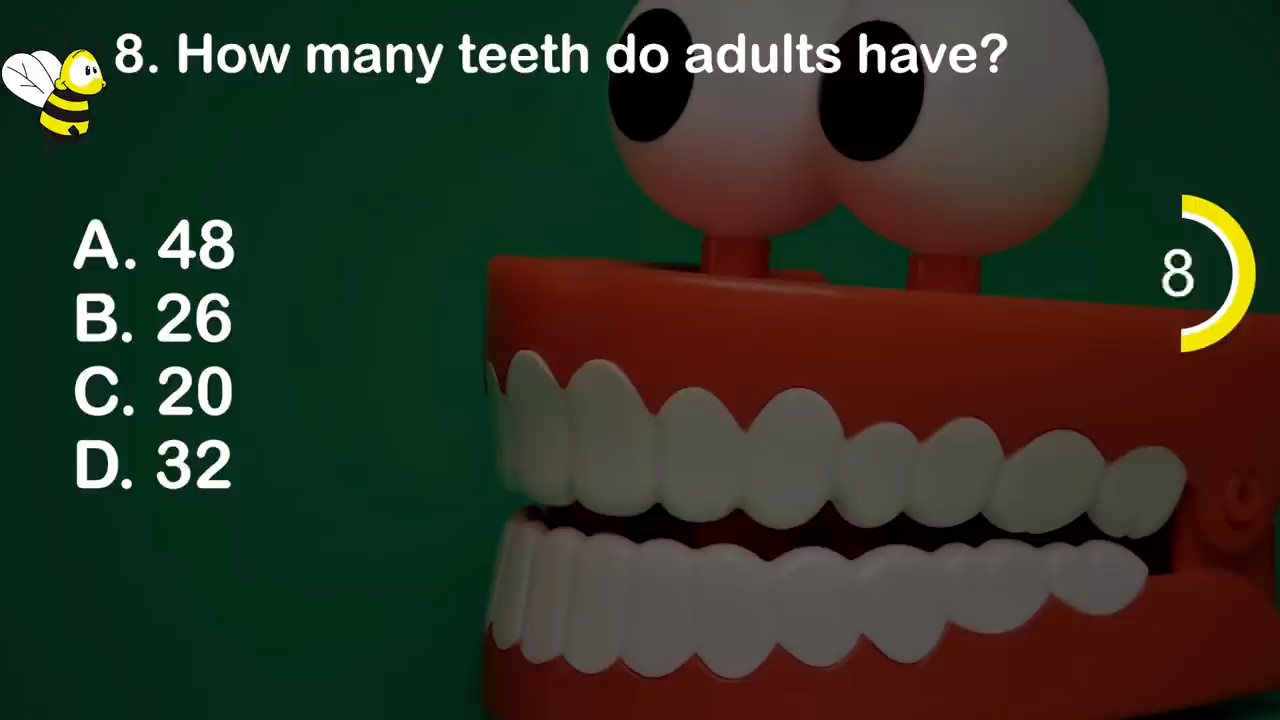 8. How many teeth do adults have?
A. 48
B. 26
C. 20
D. 32
8